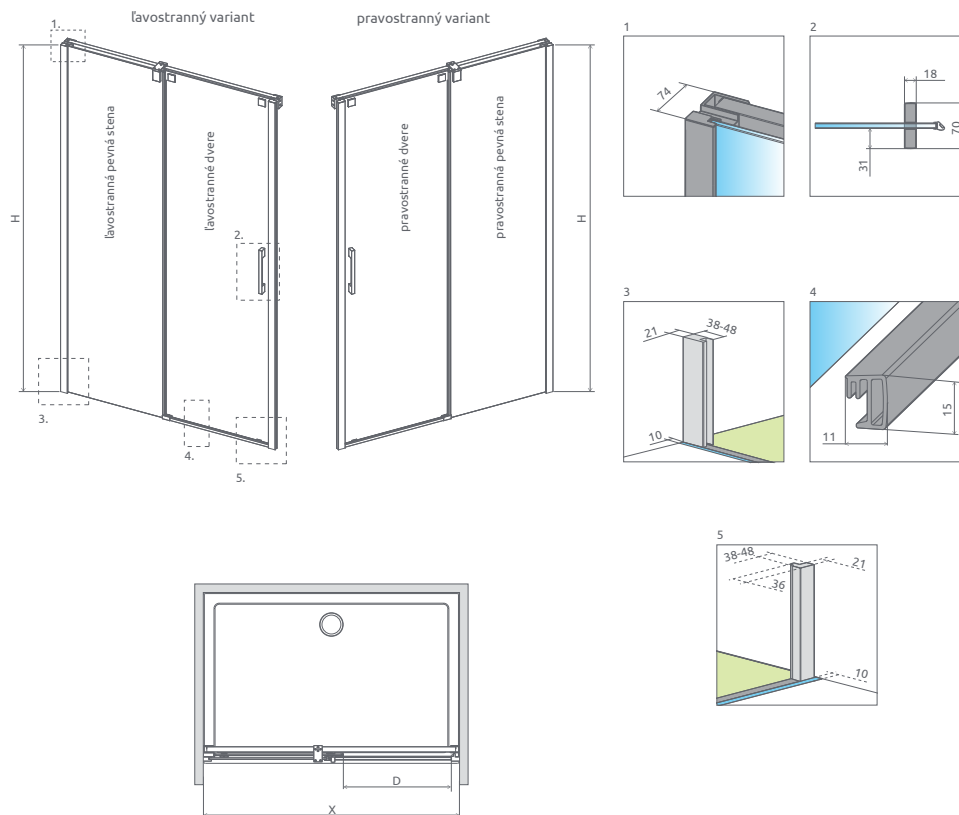 ľavostranný variant
pravostranný variant
1.
H
ľavostranná pevná stena
ľavostranné dvere
2.
3.
4.
5.
pravostranné dvere
pravostranná pevná stena
H
1
74
2
18
70
31
3
21
38-48
10
4
11
15
5
38-48
36
21
10
D
X